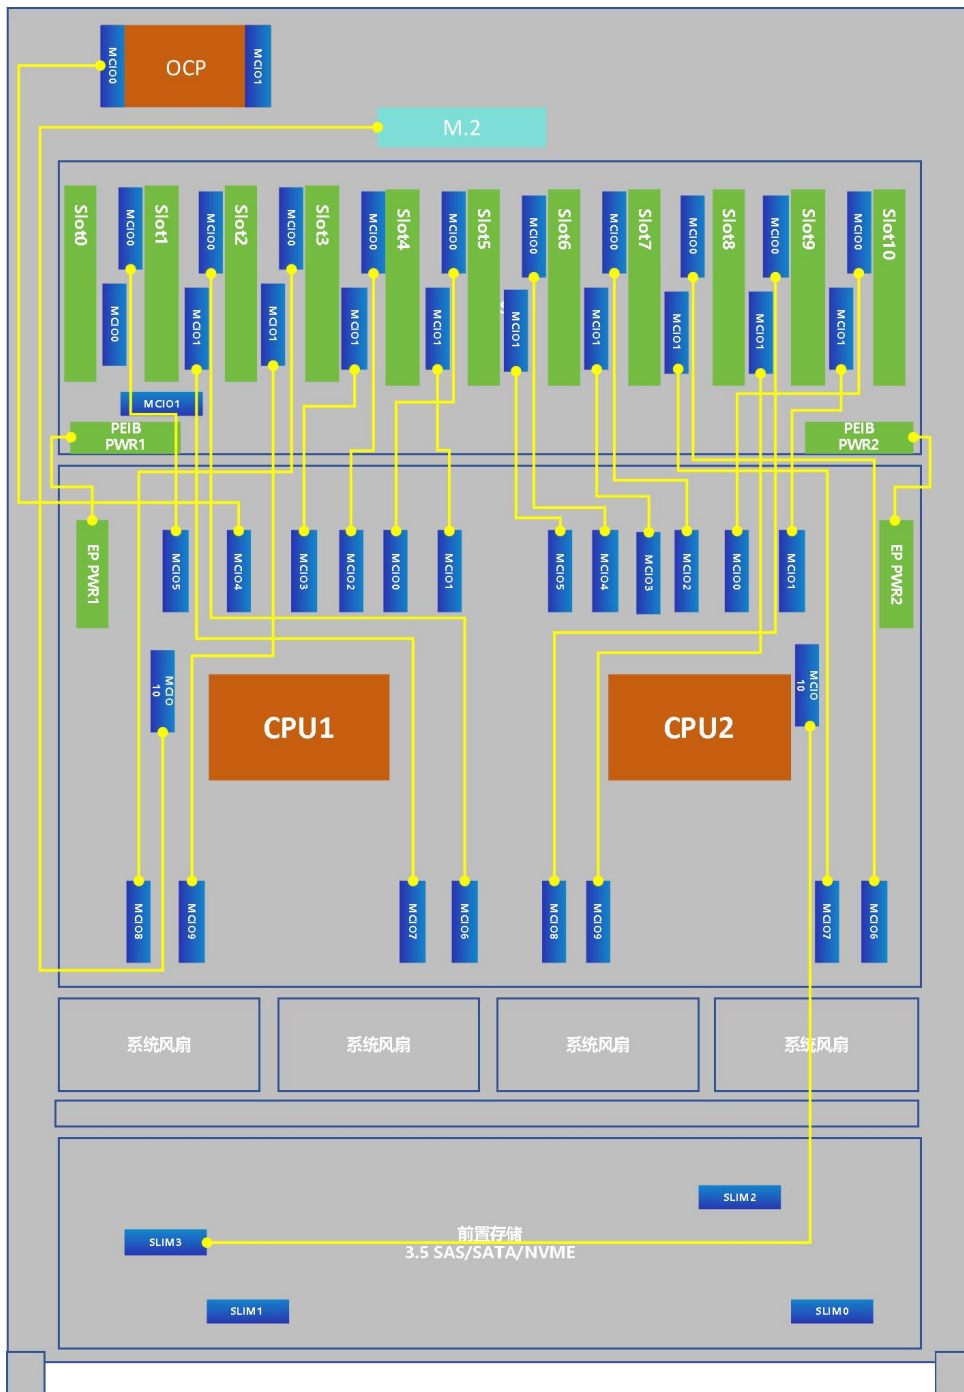 MCIO0
OCP
MCIO1
M.2
Slot0
MCIO0
Slot1
MCIO0
Slot2
MCIO0
Slot3
MCIO0
Slot4
MCIO0
Slot5
MCIO0
Slot6
MCIO0
Slot7
MCIO0
Slot8
MCIO0
Slot9
MCIO0
Slot10
MCIO0
MCIO1
MCIO1
MCIO1
MCIO1
MCIO1
MCIO1
MCIO1
MCIO1
MCIO1
MCIO1
PEIB
PWR1
PEIB
PWR2
EP PWR1
MCIO5
MCIO4
MCIO3
MCIO2
MCIO0
MCIO1
MCIO5
MCIO4
MCIO3
MCIO2
MCIO0
MCIO1
EP PWR2
MCIO
10
CPU1
CPU2
MCIO
10
MCIO8
MCIO9
MCIO7
MCIO6
MCIO8
MCIO9
MCIO7
MCIO6
系统风扇
系统风扇
系统风扇
系统风扇
SLIM2
SLIM3
前置存储
3.5 SAS/SATA/NVME
SLIM1
SLIM0